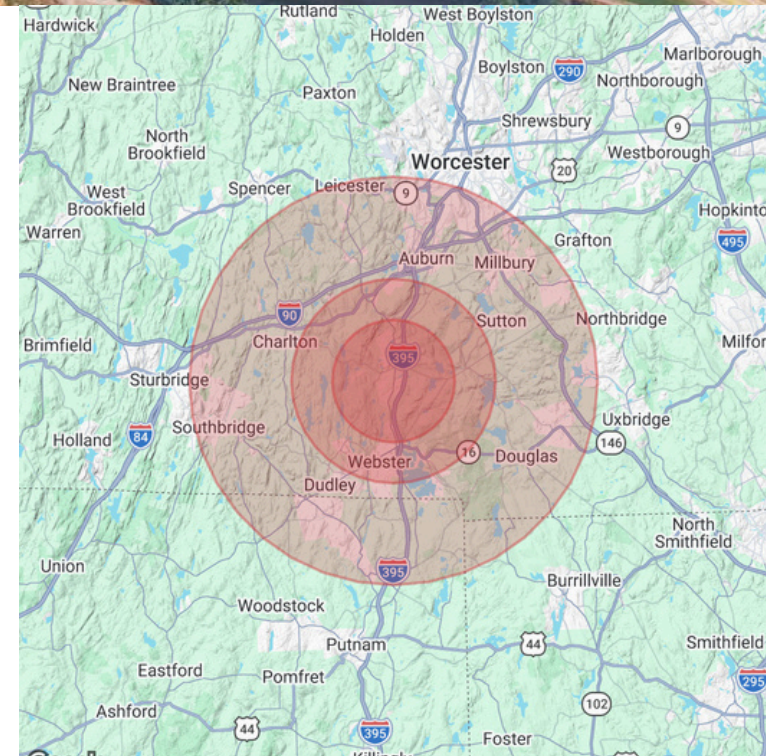 Hardwick
Rutland
West Boylston
Holden
Marlborough
Boylston
290
Northborough
New Braintree
Paxton
Shrewsbury
9
North
Brookfield
Worcester
Westborough
20
West
Brookfield
Spencer
Leicester
9
Hopkinto
Warren
Grafton
495
Auburn
Millbury
90
Sutton
Northbridge
Brimfield
Charlton
395
Milfor
Sturbridge
Southbridge
Uxbridge
Holland
84
146
Webster
16
Douglas
Dudley
North
Smithfield
Union
395
Burrillville
Woodstock
Putnam
44
Smithfield
Eastford
Pomfret
295
Ashford
102
44
395
Foster